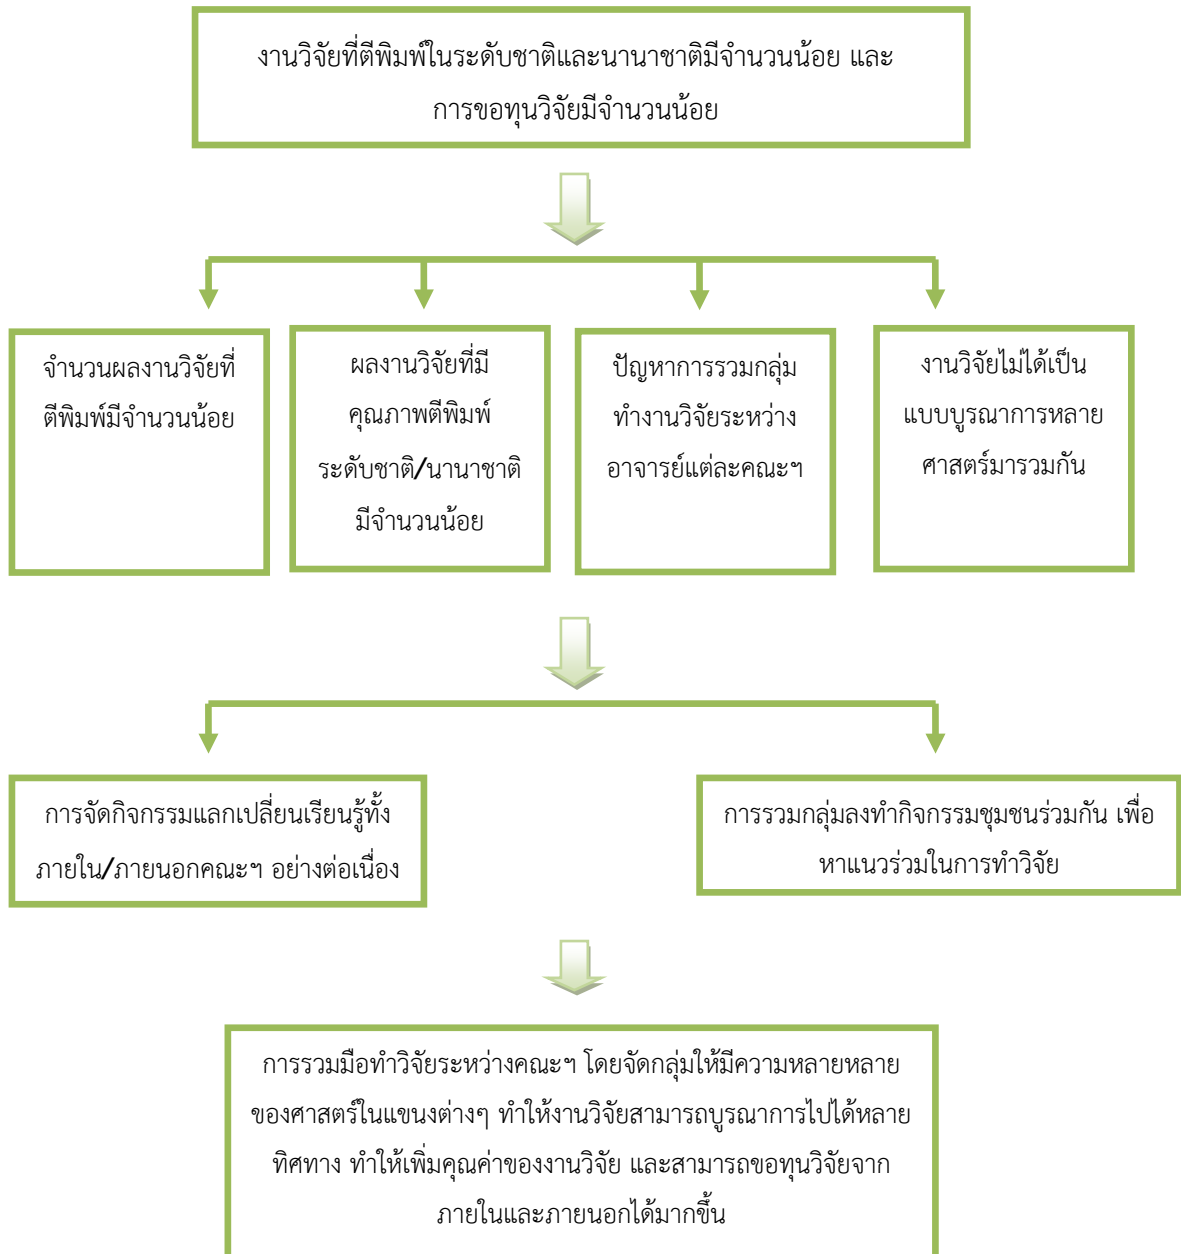 งานวิจัยที่ตีพิมพ์ในระดับชาติและนานาชาติมีจำนวนน้อย และ
การขอทุนวิจัยมีจำนวนน้อย
จำนวนผลงานวิจัยที่
ตีพิมพ์มีจำนวนน้อย
ผลงานวิจัยที่มี
คุณภาพตีพิมพ์
ระดับชาติ/นานาชาติ
มีจำนวนน้อย
ปัญหาการรวมกลุ่ม
ทำงานวิจัยระหว่าง
อาจารย์แต่ละคณะฯ
งานวิจัยไม่ได้เป็น
แบบบูรณาการหลาย
ศาสตร์มารวมกัน
การจัดกิจกรรมแลกเปลี่ยนเรียนรู้ทั้ง
ภายใน/ภายนอกคณะฯ อย่างต่อเนื่อง
การรวมกลุ่มลงทำกิจกรรมชุมชนร่วมกัน เพื่อ
หาแนวร่วมในการทำวิจัย
การรวมมือทำวิจัยระหว่างคณะฯ โดยจัดกลุ่มให้มีความหลายหลาย
ของศาสตร์ในแขนงต่างๆ ทำให้งานวิจัยสามารถบูรณาการไปได้หลาย
ทิศทาง ทำให้เพิ่มคุณค่าของงานวิจัย และสามารถขอทุนวิจัยจาก
ภายในและภายนอกได้มากขึ้น